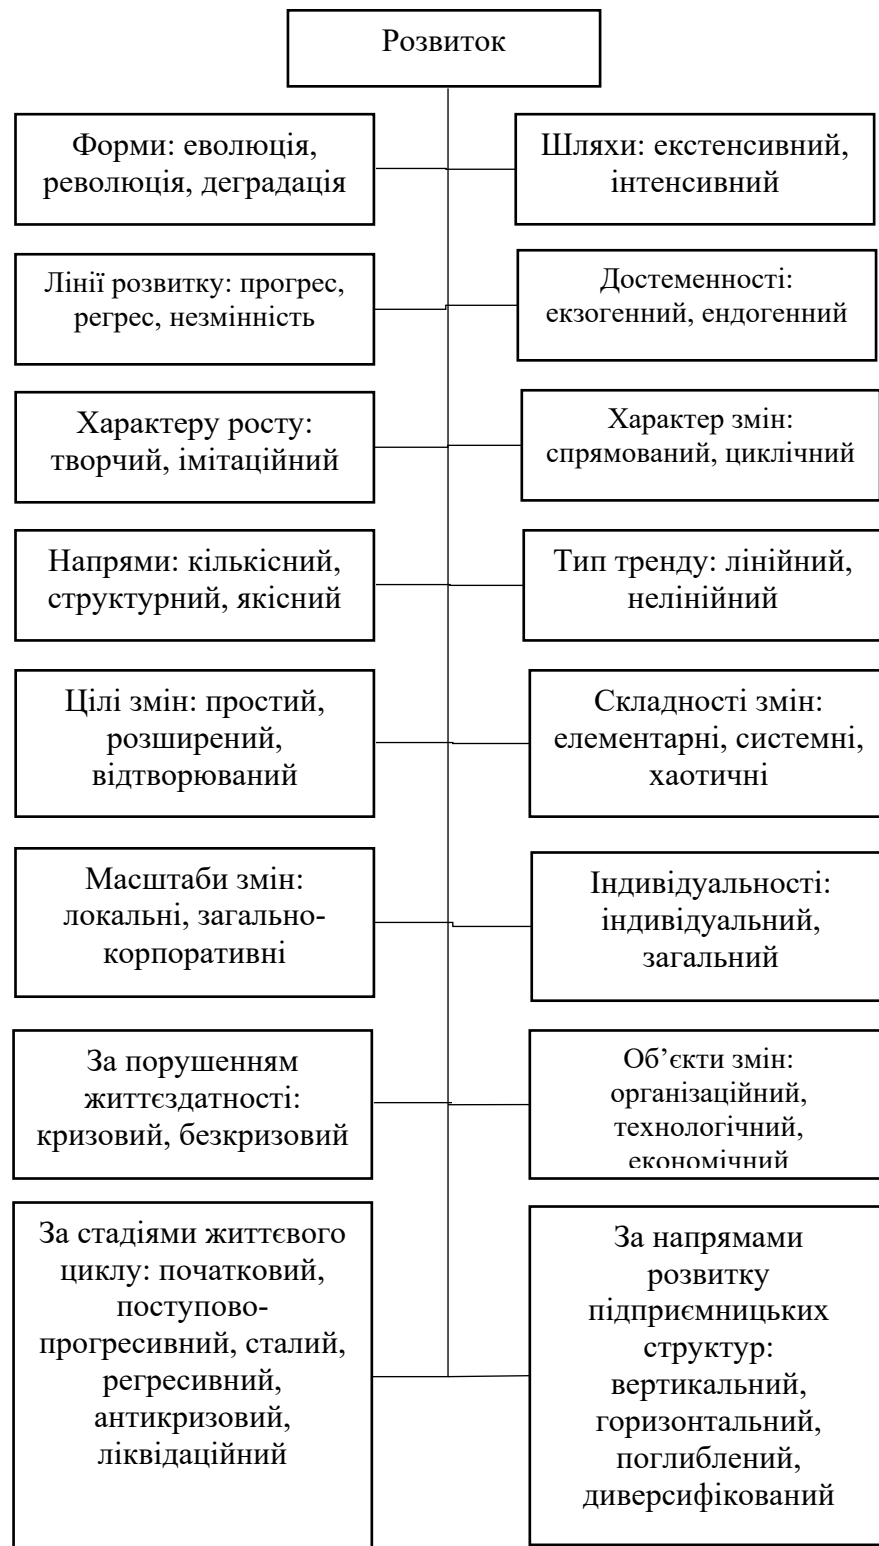 Розвиток
Форми: еволюція,
революція, деградація
Шляхи: екстенсивний,
інтенсивний
Лінії розвитку: прогрес,
регрес, незмінність
Достеменності:
екзогенний, ендогенний
Характеру росту:
творчий, імітаційний
Характер змін:
спрямований, циклічний
Напрями: кількісний,
структурний, якісний
Тип тренду: лінійний,
нелінійний
Цілі змін: простий,
розширений,
відтворюваний
Складності змін:
елементарні, системні,
хаотичні
Масштаби змін:
локальні, загально-
корпоративні
Індивідуальності:
індивідуальний,
загальний
За порушенням
життєздатності:
кризовий, безкризовий
Об’єкти змін:
організаційний,
технологічний,
економічний
За стадіями життєвого
циклу: початковий,
поступово-
прогресивний, сталий,
регресивний,
антикризовий,
ліквідаційний
За напрямами
розвитку
підприємницьких
структур:
вертикальний,
горизонтальний,
поглиблений,
диверсифікований